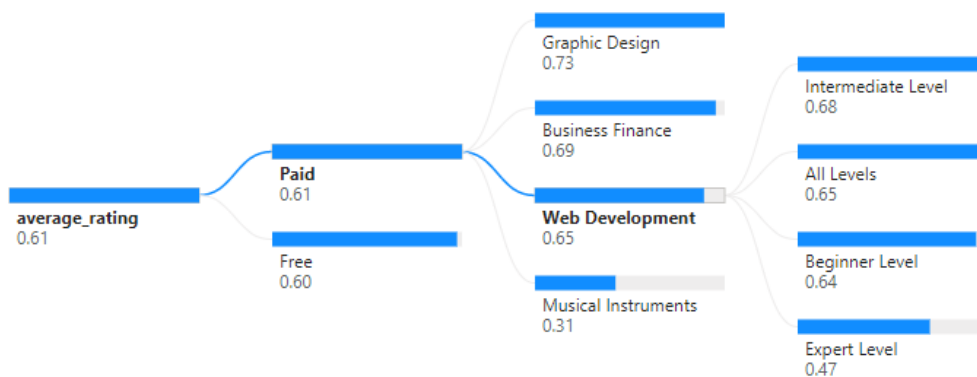 average_rating
0.61
Paid
0.61
Free
0.60
Graphic Design
0.73
Business Finance
0.69
Web Development
0.65
Musical Instruments
0.31
Intermediate Level
0.68
All Levels
0.65
Beginner Level
0.64
Expert Level
0.47